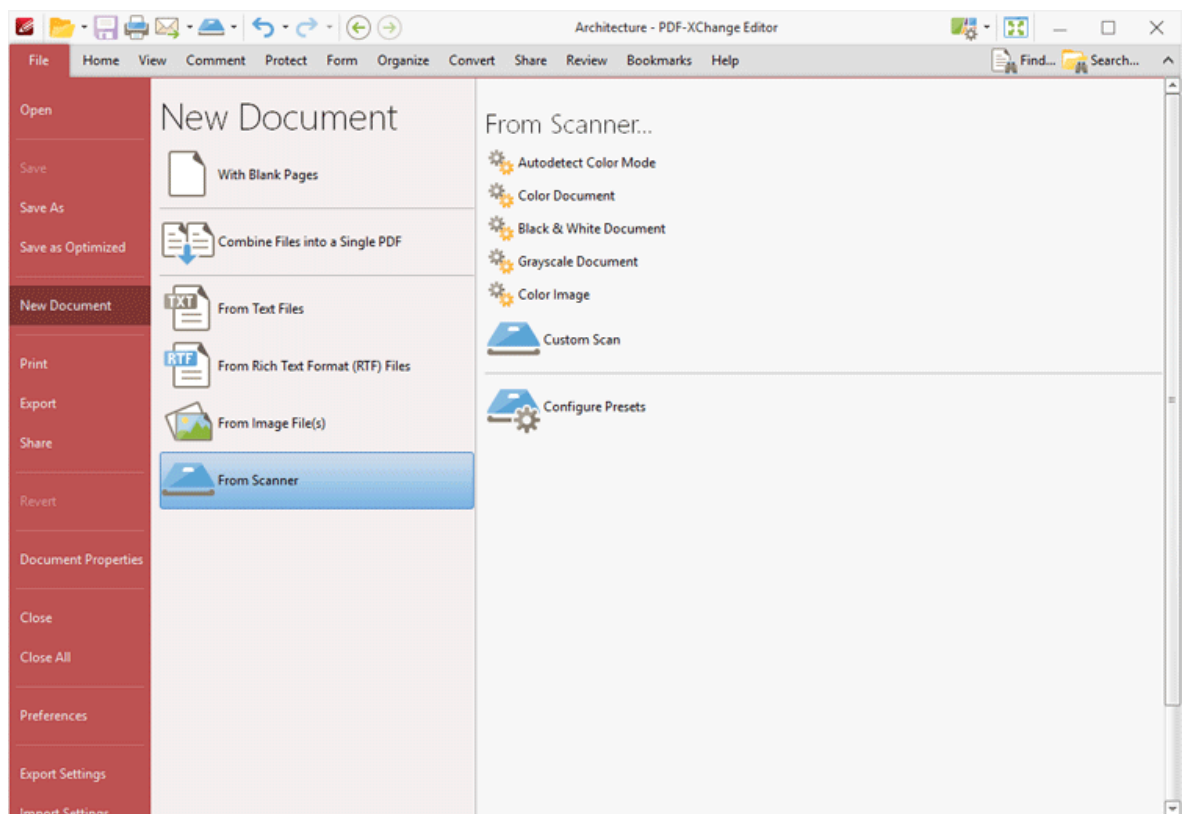 Architecture - PDF-XChange Editor
File Home View Comment Protect Form Organize Convert Share Review Bookmarks Help Find... Search...
Open
Save
Save As
Save as Optimized
New Document
Print
Export
Share
Revert
Document Properties
Close
Close All
Preferences
Export Settings
Import Settings
New Document
With Blank Pages
Combine Files into a Single PDF
TXT
From Text Files
RTF
From Rich Text Format (RTF) Files
From Image File(s)
From Scanner
From Scanner...
Autodetect Color Mode
Color Document
Black & White Document
Grayscale Document
Color Image
Custom Scan
Configure Presets